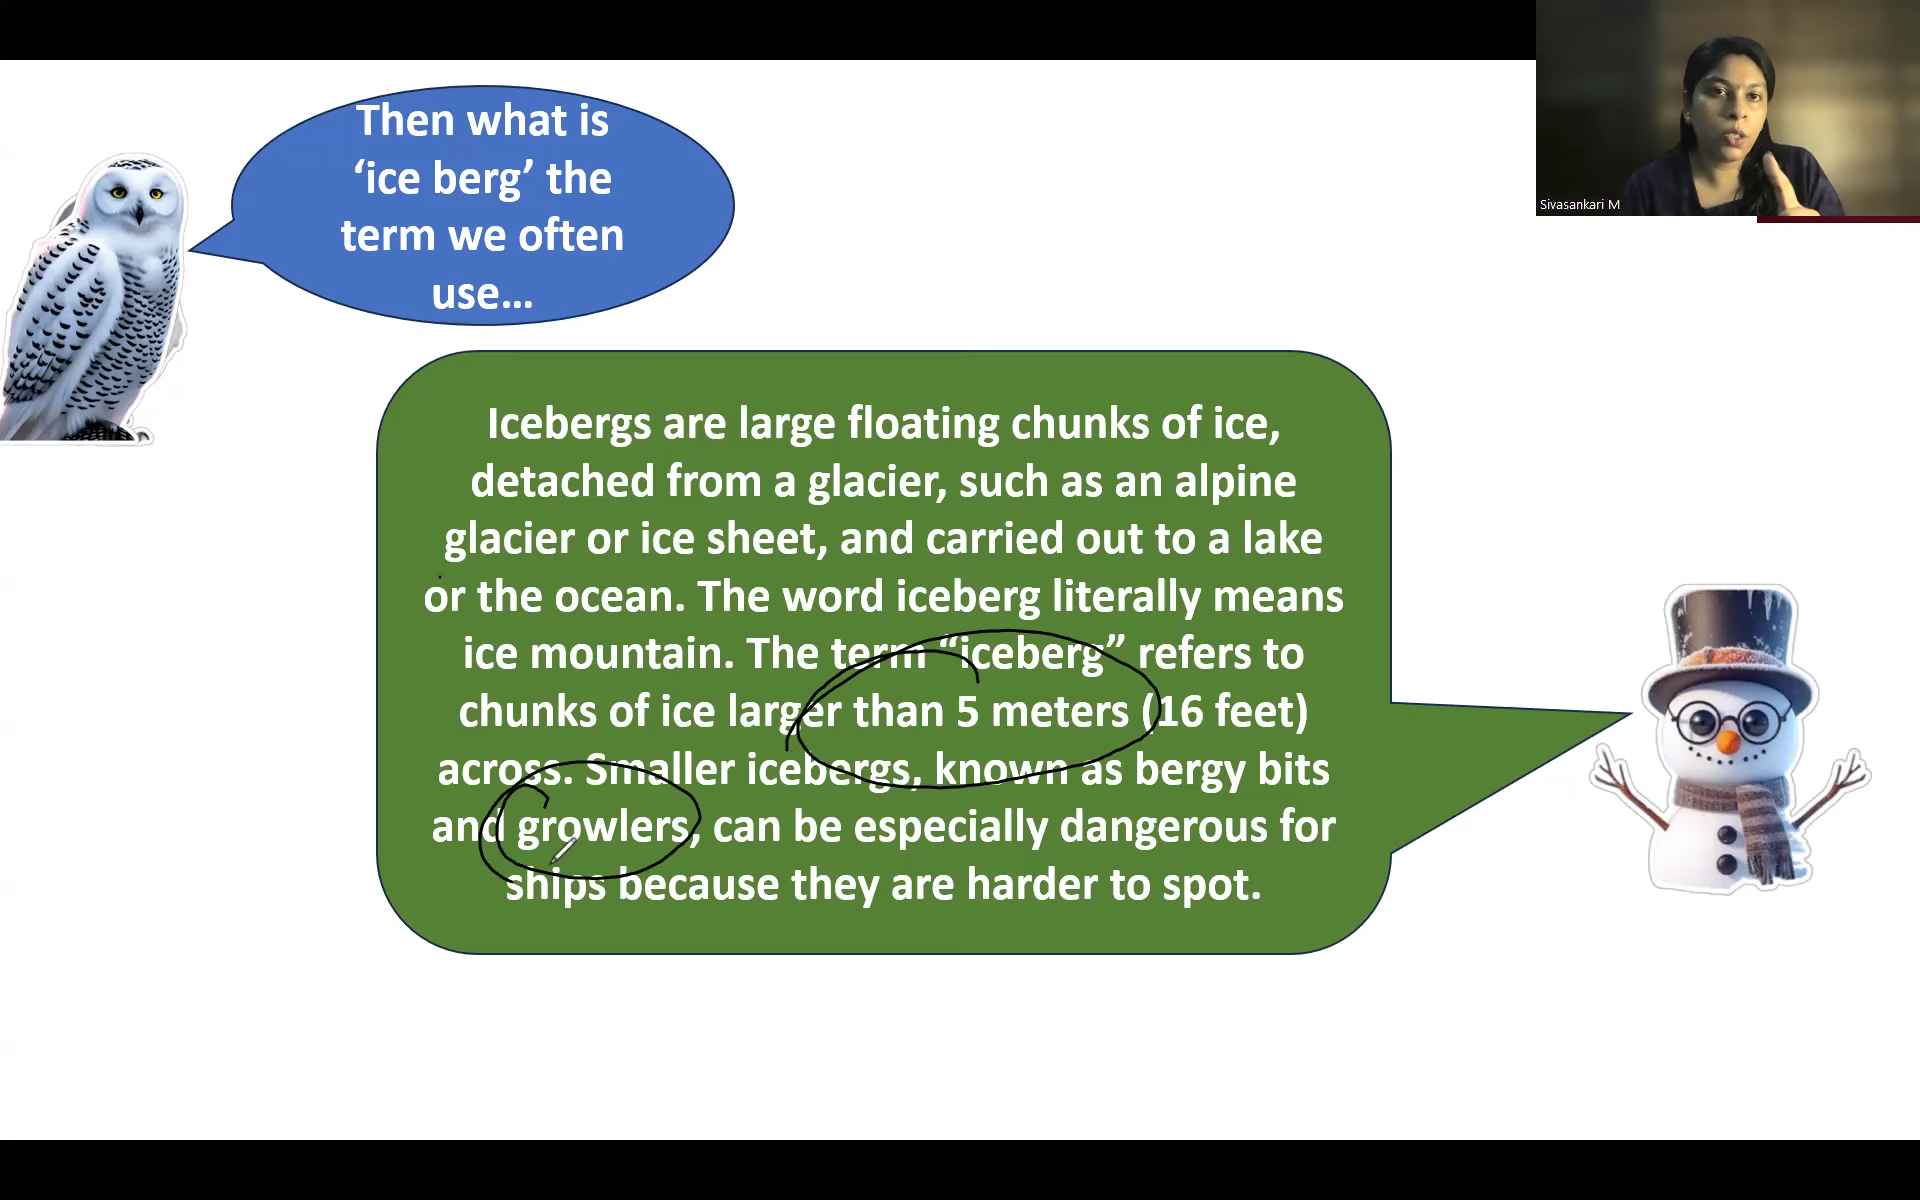 Then what is
‘ice berg’ the
term we often
use...
Sivasankari M
Icebergs are large floating chunks of ice,
detached from a glacier, such as an alpine
glacier or ice sheet, and carried out to a lake
or the ocean. The word iceberg literally means
ice mountain. The term “iceberg” refers to
chunks of ice larger than 5 meters (16 feet)
across. Smaller icebergs, known as bergy bits
and growlers, can be especially dangerous for
ships because they are harder to spot.